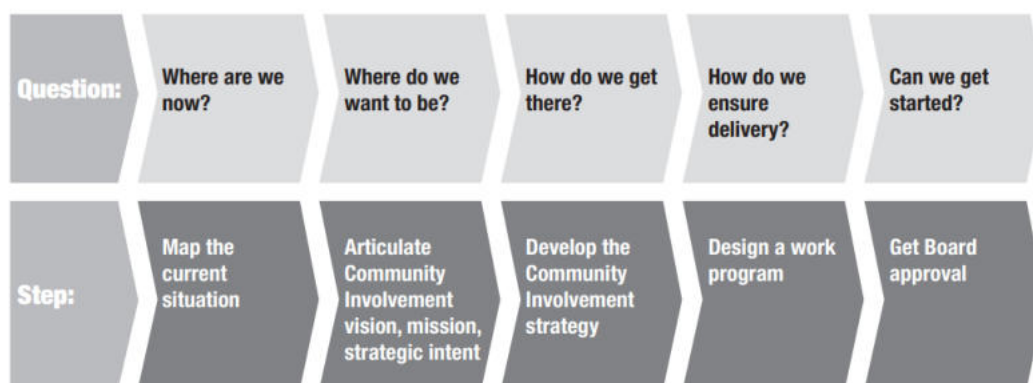 Question:
Where are we
now?
Where do we
want to be?
How do we get
there?
How do we
ensure
delivery?
Can we get
started?
Step:
Map the
current
situation
Articulate
Community
Involvement
vision, mission,
strategic intent
Develop the
Community
Involvement
strategy
Design a work
program
Get Board
approval